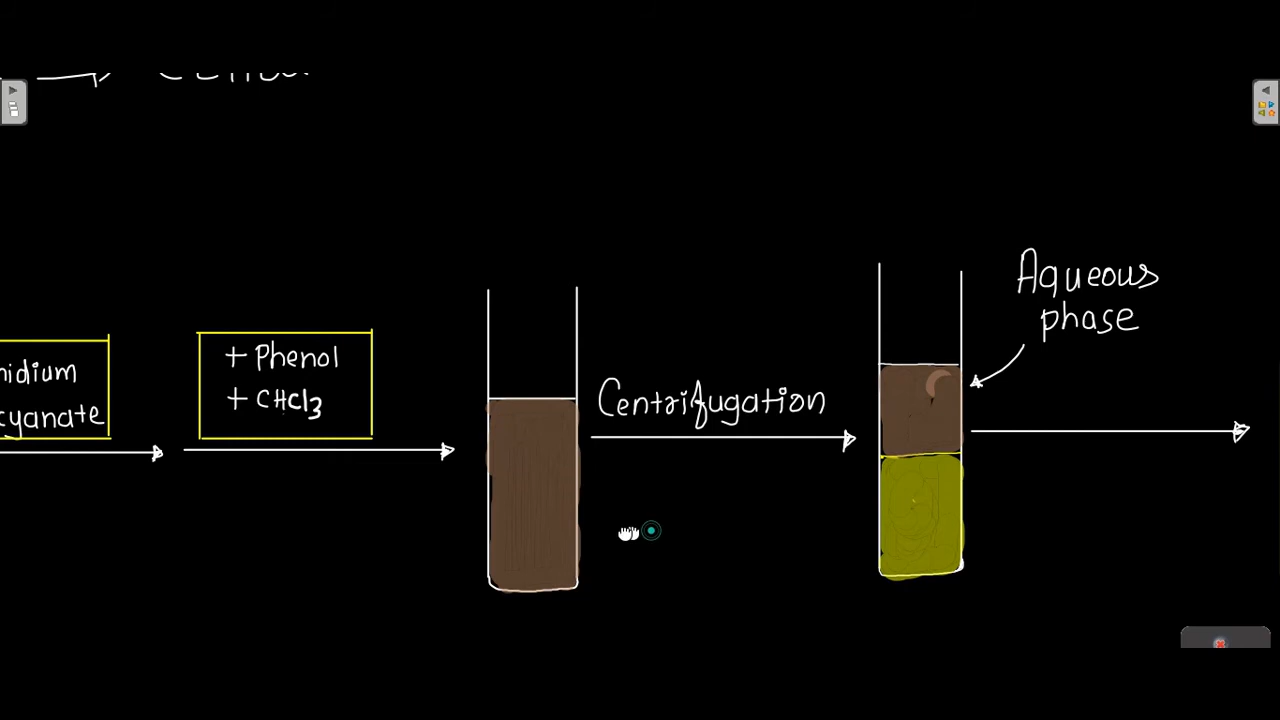 Aqueous
phase
nidium
cyanate
+ Phenol
+ CHCl3
Centrifugation